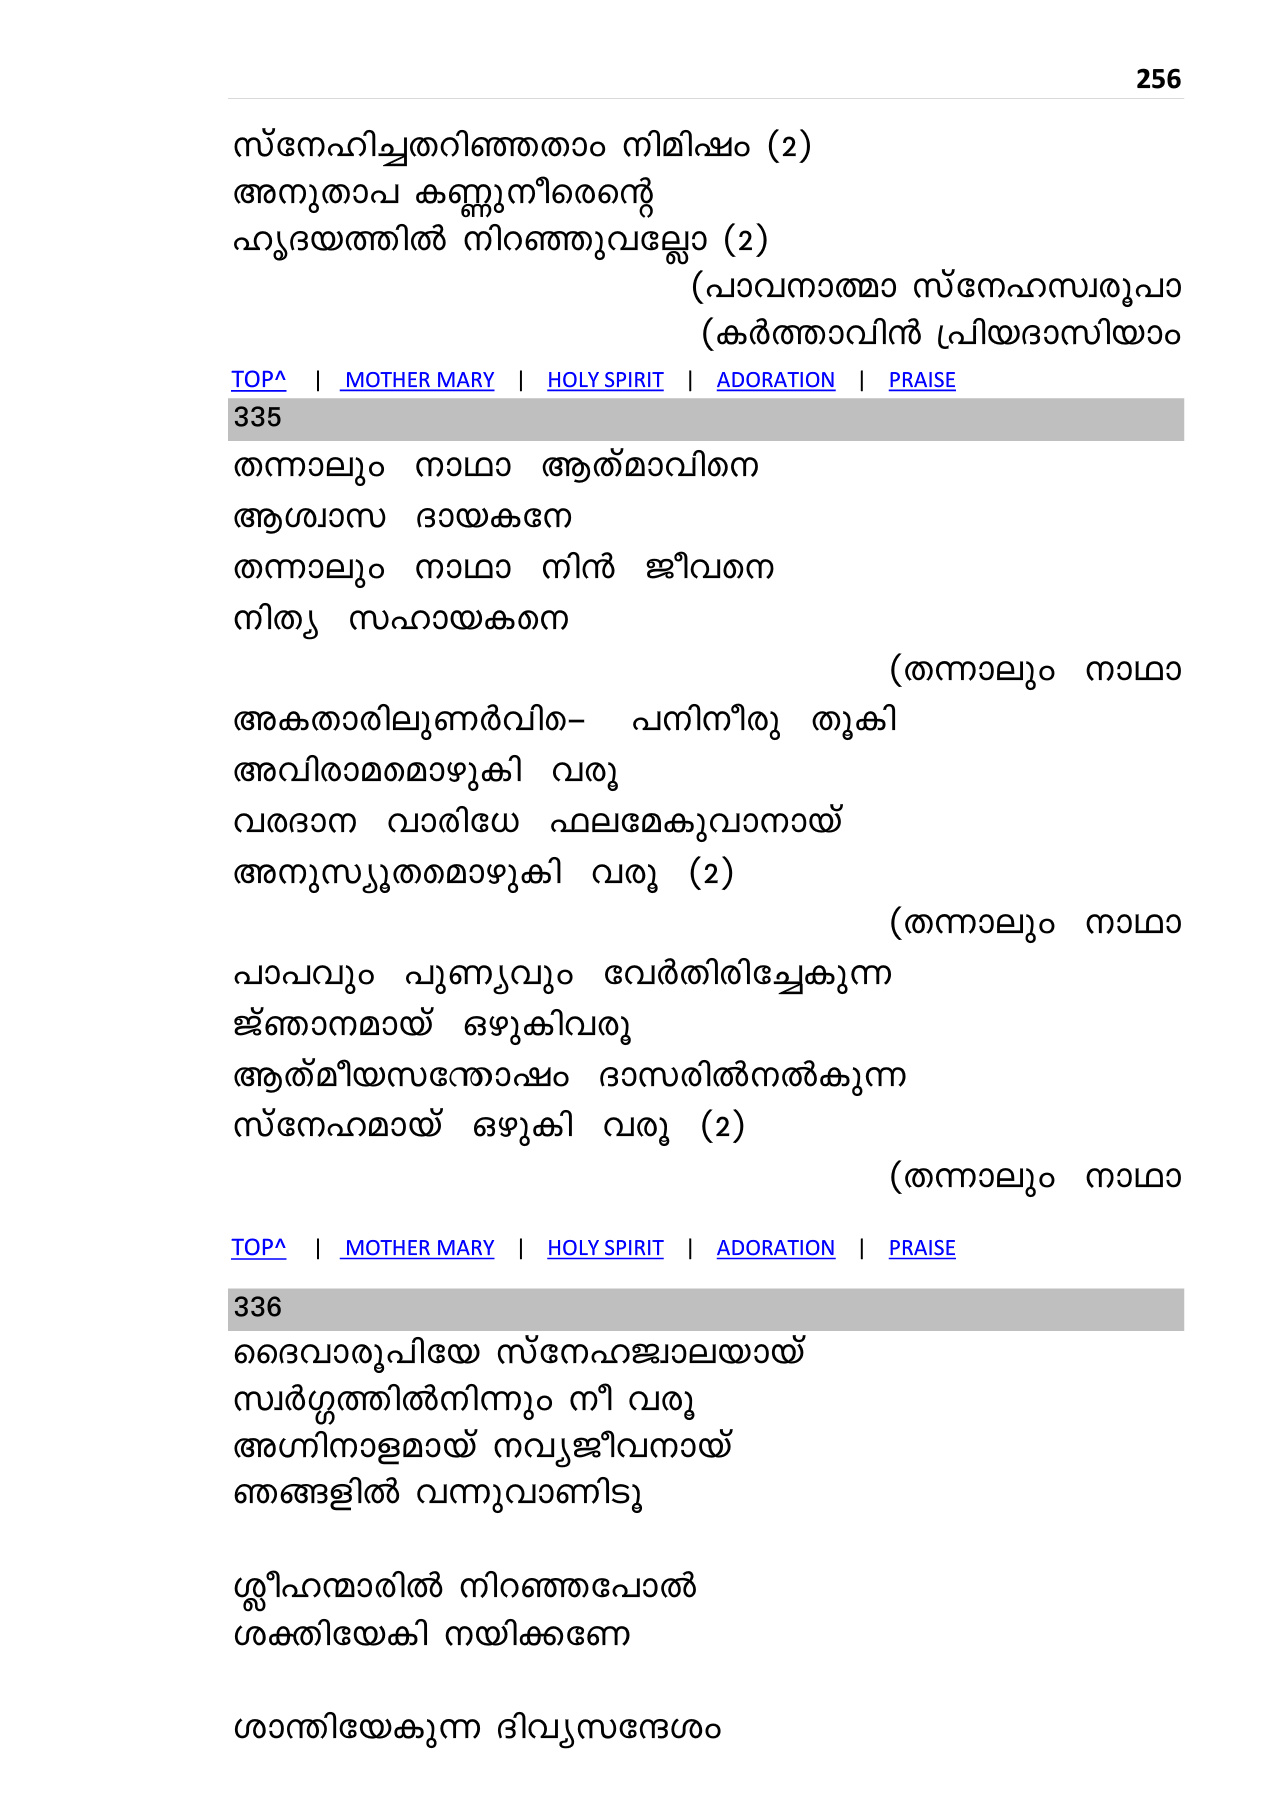 256
സ്നേഹിച്ചതറിഞ്ഞതാം നിമിഷം (2)
അനുതാപ കണ്ണുനീരെന്റെ
ഹൃദയത്തിൽ നിറഞ്ഞുവല്ലോ (2)
(പാവനാത്മാ സ്നേഹസ്വരൂപാ
(കർത്താവിൻ പ്രിയദാസിയാം
TOP^ | MOTHER MARY | HOLY SPIRIT | ADORATION | PRAISE
335
തന്നാലും നാഥാ ആത്‌മാവിനെ
ആശ്വാസ ദായകനേ
തന്നാലും നാഥാ നിൻ ജീവനെ
നിത്യ സഹായകനെ
(തന്നാലും നാഥാ
അകതാരിലുണർവിെ– പനിനീരു തൂകി
അവിരാമമൊഴുകി വരൂ
വരദാന വാരിധേ ഫലമേകുവാനായ്
അനുസ്യൂതമൊഴുകി വരൂ (2)
(തന്നാലും നാഥാ
പാപവും പുണ്യവും വേർതിരിച്ചേകുന്ന
ജ്‌ഞാനമായ് ഒഴുകിവരൂ
ആത്‌മീയസന്തോഷം ദാസരിൽനൽകുന്ന
സ്നേഹമായ് ഒഴുകി വരൂ (2)
(തന്നാലും നാഥാ
TOP^ | MOTHER MARY | HOLY SPIRIT | ADORATION | PRAISE
336
ദൈവാരൂപിയേ സ്നേഹജ്വാലയായ്
സ്വർഗ്ഗത്തിൽനിന്നും നീ വരൂ
അഗ്നിനാളമായ് നവ്യജീവനായ്
ഞങ്ങളിൽ വന്നുവാണിടൂ
ശ്ലീഹന്മാരിൽ നിറഞ്ഞപോൽ
ശക്തിയേകി നയിക്കണേ
ശാന്തിയേകുന്ന ദിവ്യസന്ദേശം